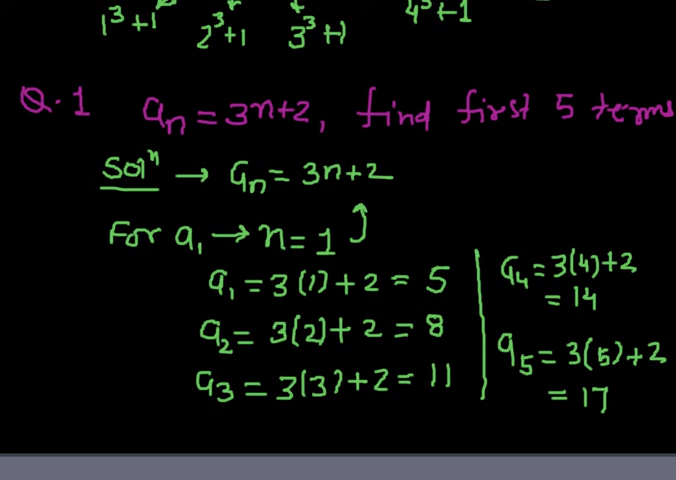 1³+1 2³+1 3³+1 4³+1
Q.1 aₙ = 3n+2, find first 5 terms
Solⁿ → aₙ = 3n+2
For a₁ → n = 1
a₁ = 3(1)+2 = 5
a₂ = 3(2)+2 = 8
a₃ = 3(3)+2 = 11
a₄ = 3(4)+2
= 14
a₅ = 3(5)+2
= 17